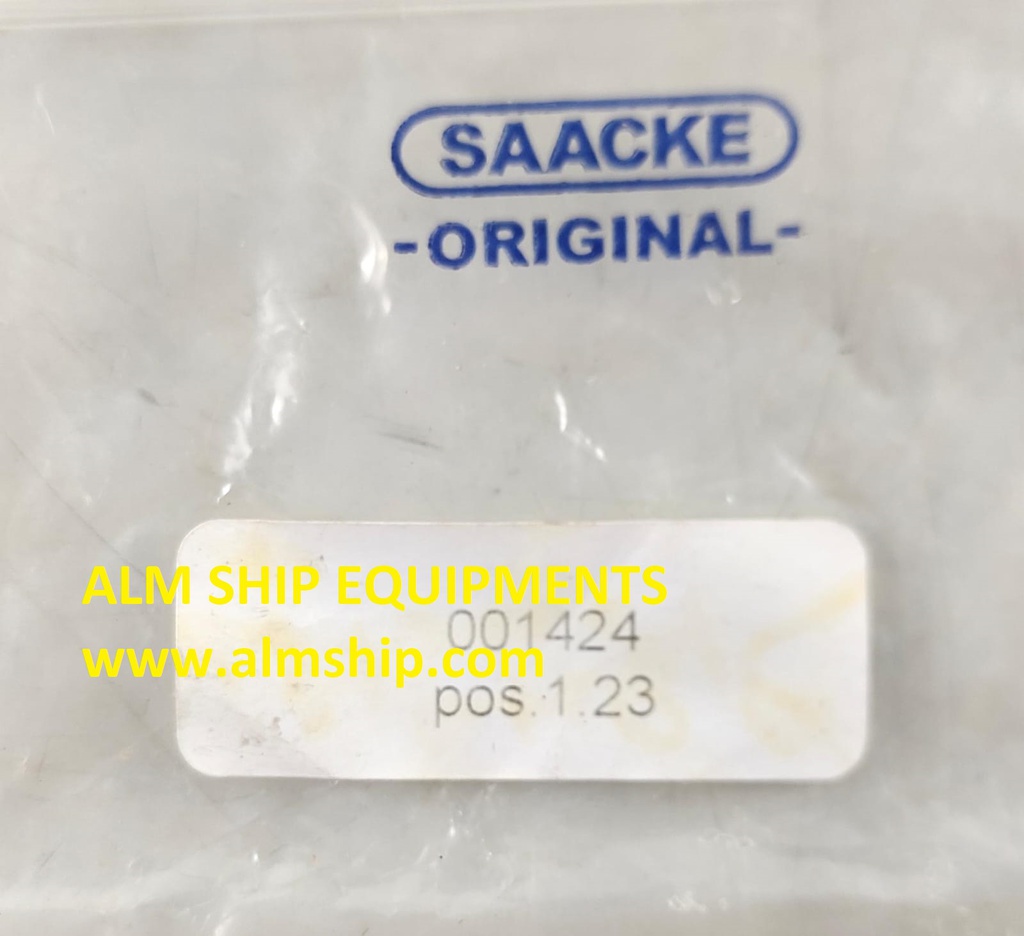 SAACKE
-ORIGINAL-
ALM SHIP EQUIPMENTS
001424
www.almship.com
pos.1.23